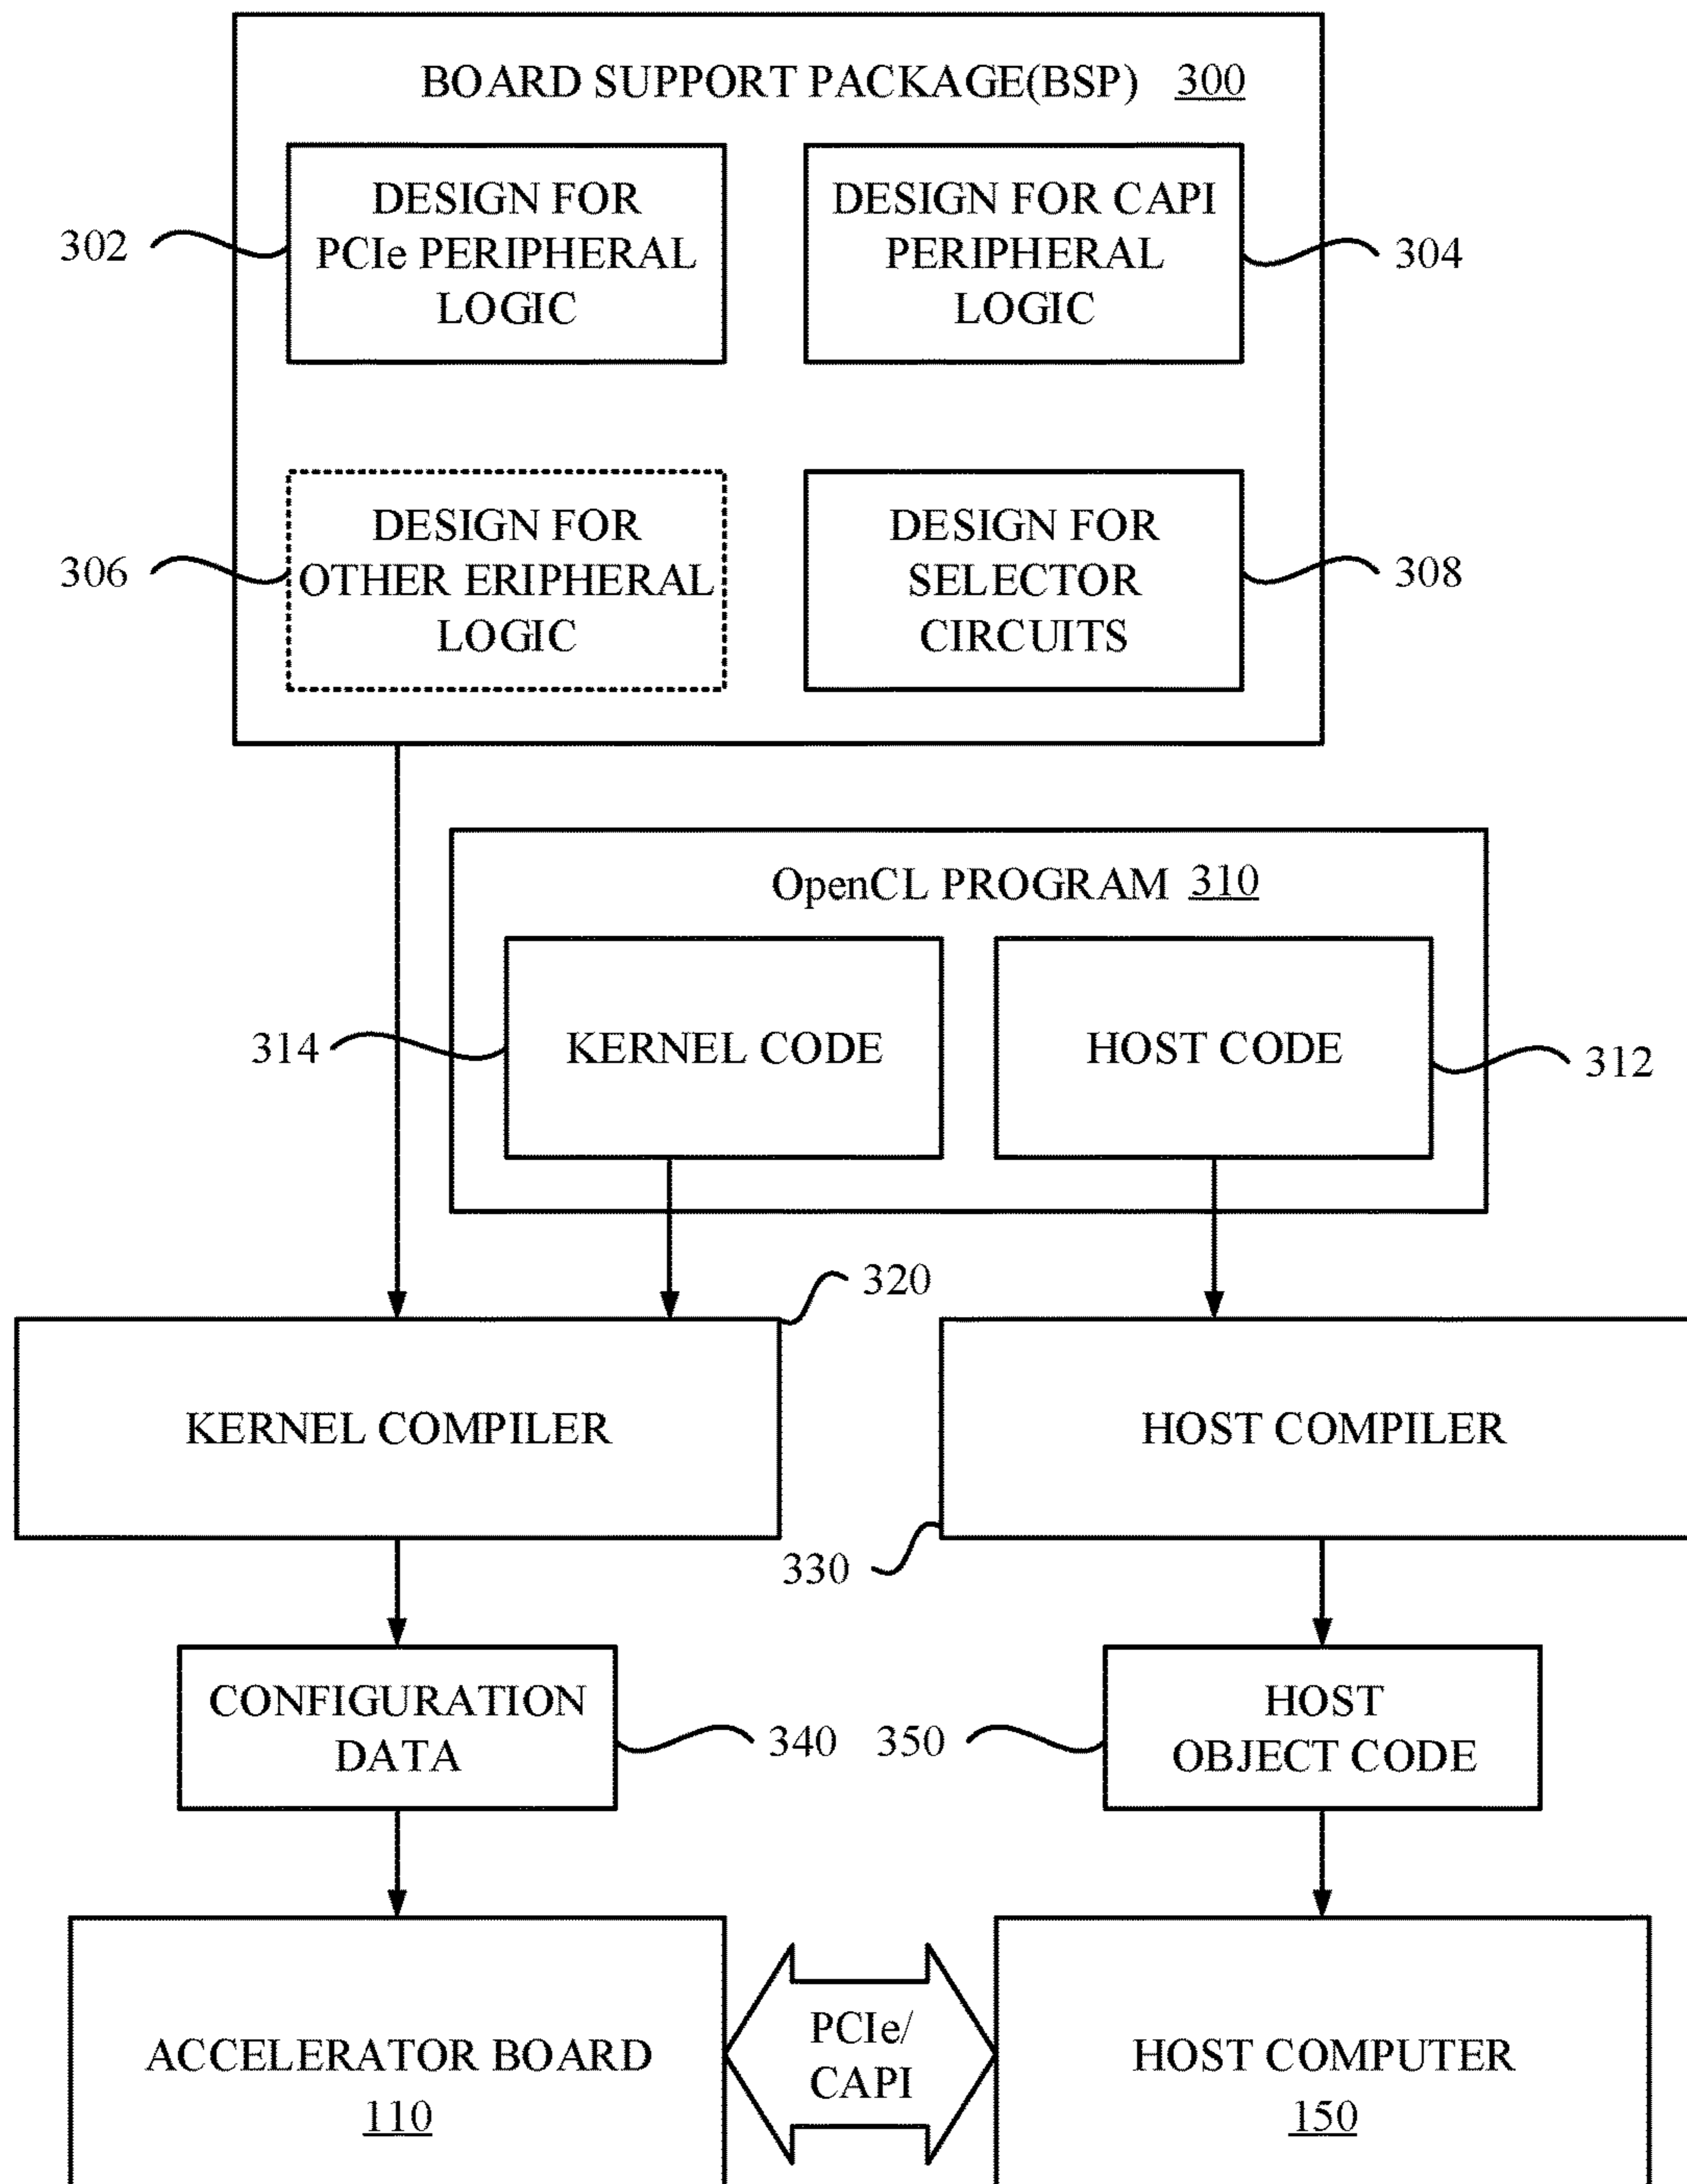 BOARD SUPPORT PACKAGE(BSP) 300
DESIGN FOR
PCIe PERIPHERAL
LOGIC
302
DESIGN FOR CAPI
PERIPHERAL
LOGIC
304
DESIGN FOR
OTHER ERIPHERAL
LOGIC
306
DESIGN FOR
SELECTOR
CIRCUITS
308
OpenCL PROGRAM 310
314
KERNEL CODE
HOST CODE
312
320
KERNEL COMPILER
HOST COMPILER
330
CONFIGURATION
DATA
340
350
HOST
OBJECT CODE
ACCELERATOR BOARD
110
PCIe/
CAPI
HOST COMPUTER
150